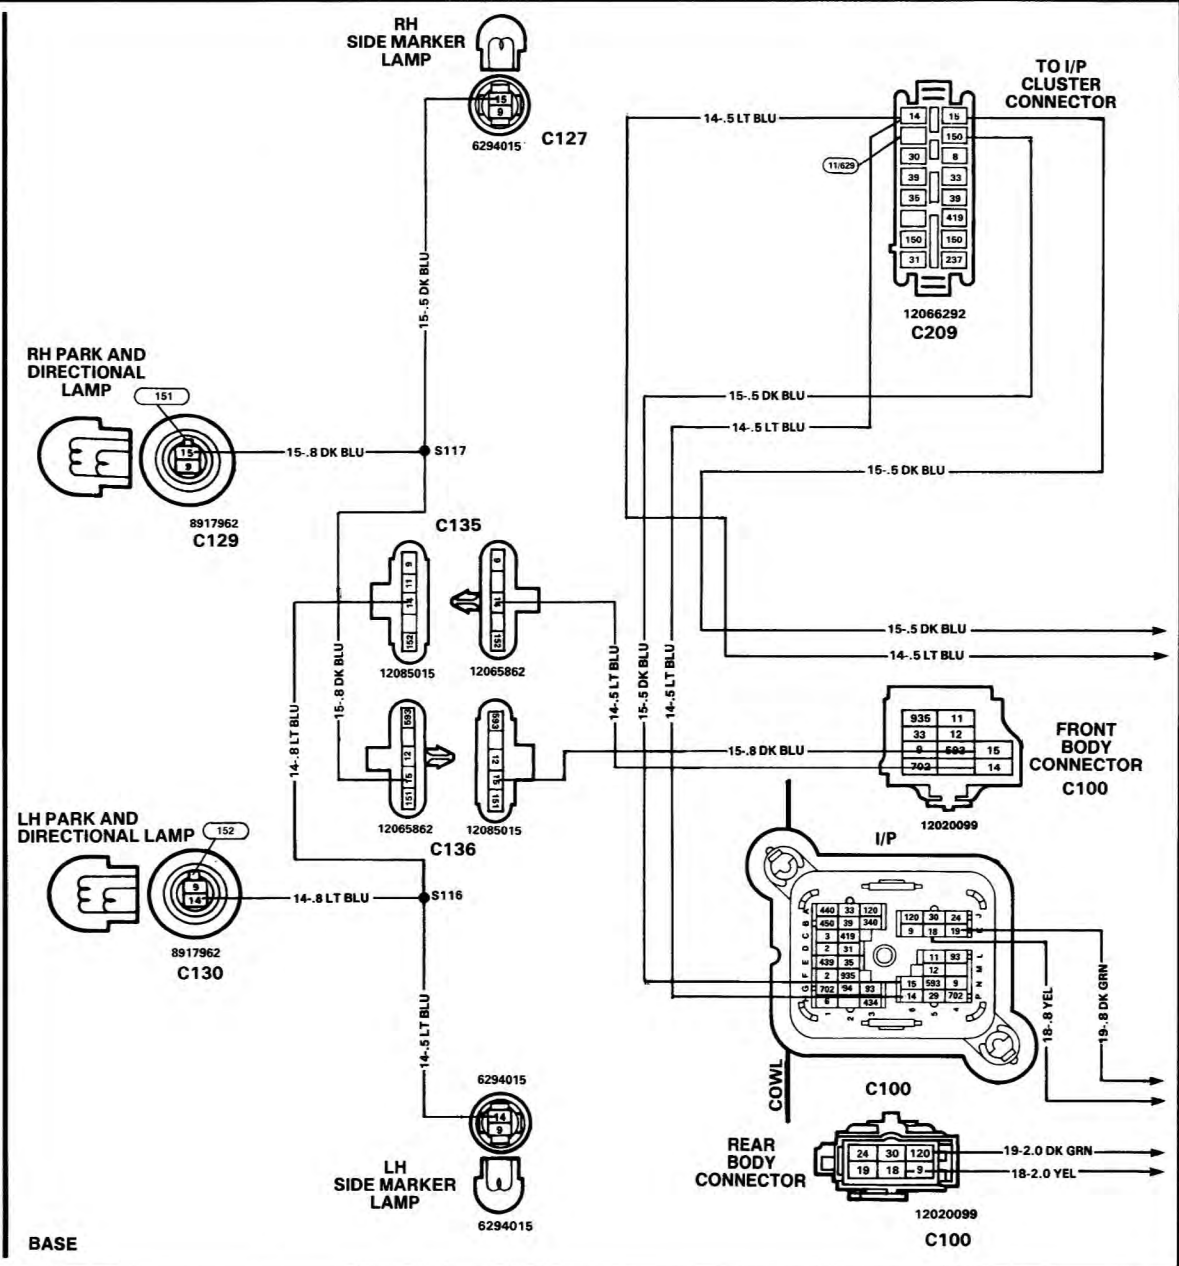 RH
SIDE MARKER
LAMP
15
9
6294015
C127
15-.5 DK BLU
TO I/P
CLUSTER
CONNECTOR
14-.5 LT BLU
14 15
150
11/629
30 8
39 33
35 39
419
150 150
31 237
12066292
C209
RH PARK AND
DIRECTIONAL
LAMP
151
15
9
8917962
C129
15-.8 DK BLU
S117
15-.5 DK BLU
14-.5 LT BLU
15-.5 DK BLU
C135
9
11
14
152
12085015
9
14
152
12065862
15-.5 DK BLU
14-.5 LT BLU
14-.8 LT BLU
15-.8 DK BLU
14-.5 LT BLU
15-.5 DK BLU
14-.5 LT BLU
593
12
15
151
12065862
593
12
15
151
12085015
C136
15-.8 DK BLU
935 11
33 12
9 593 15
702 14
12020099
FRONT
BODY
CONNECTOR
C100
LH PARK AND
DIRECTIONAL LAMP
152
9
14
8917962
C130
14-.8 LT BLU
S116
14-.5 LT BLU
I/P
A 440 33 120
B 450 39 340
C 3 419
D 2 31
E 439 35
F 2 935
G 702 94 93
H 6 434
1 2 3
120 30 24 J
9 18 19
11 93 L
12 M
15 593 9 N
14 29 702 P
6 5 4
C100
COWL
18-.8 YEL
19-.8 DK GRN
6294015
14
9
LH
SIDE MARKER
LAMP
6294015
REAR
BODY
CONNECTOR
24 30 120
19 18 9
19-2.0 DK GRN
18-2.0 YEL
12020099
C100
BASE